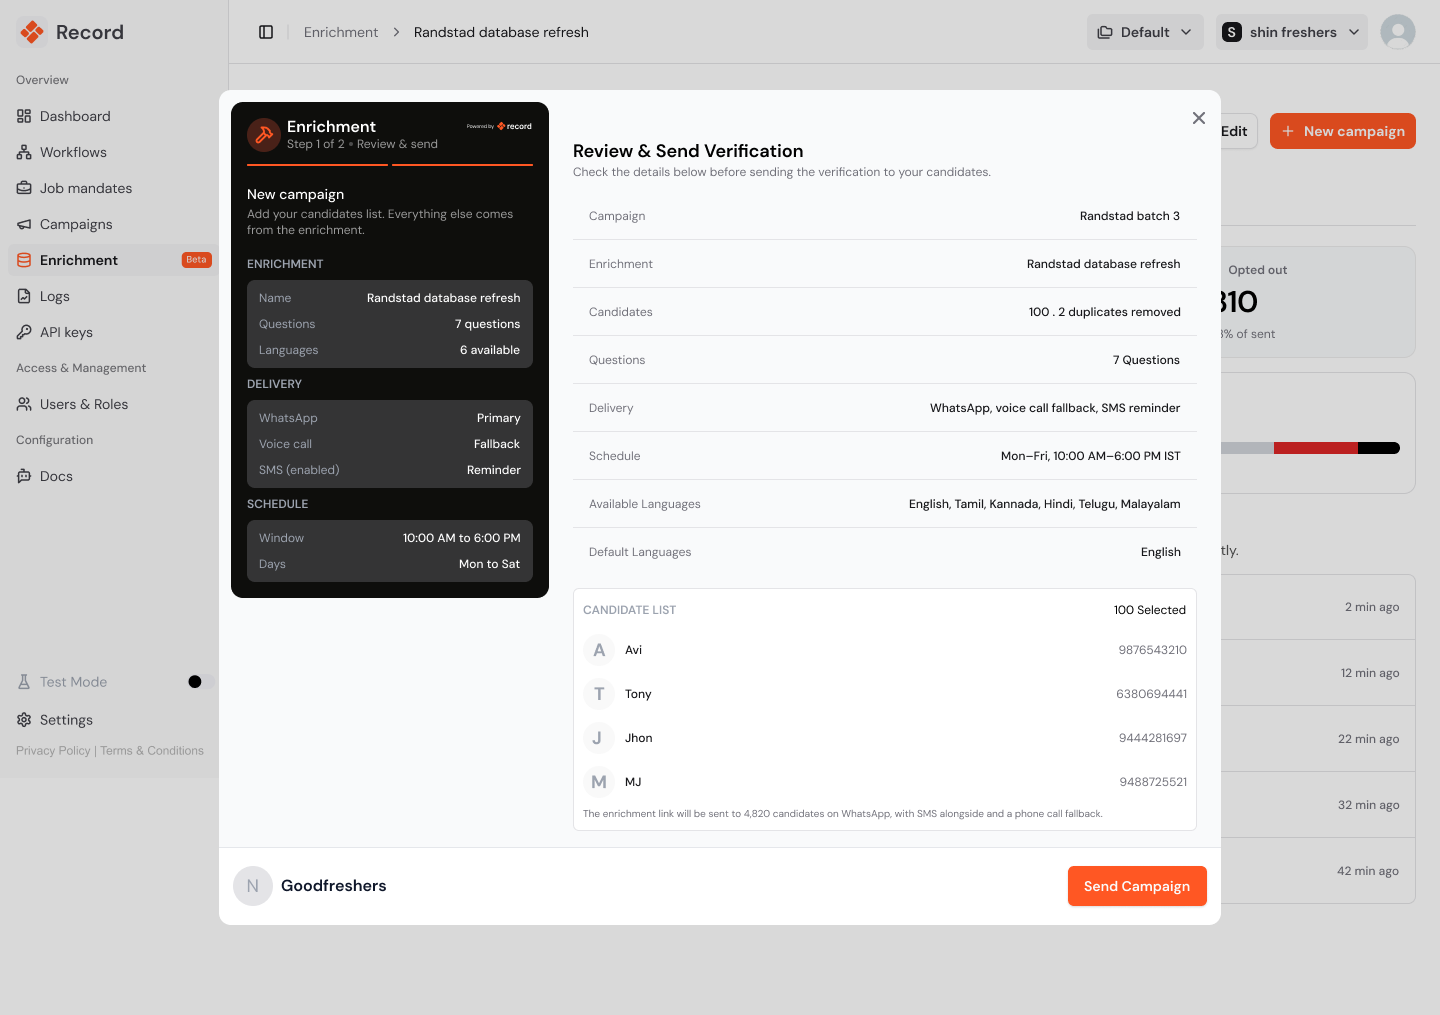 Record
Enrichment
Randstad database refresh
Default
S
shin freshers
Overview
Dashboard
Workflows
Job mandates
Campaigns
Enrichment
Beta
Logs
API keys
Access & Management
Users & Roles
Configuration
Docs
Test Mode
Settings
Privacy Policy | Terms & Conditions
Enrichment
Powered by record
Step 1 of 2 • Review & send
New campaign
Add your candidates list. Everything else comes
from the enrichment.
ENRICHMENT
Name Randstad database refresh
Questions 7 questions
Languages 6 available
DELIVERY
WhatsApp Primary
Voice call Fallback
SMS (enabled) Reminder
SCHEDULE
Window 10:00 AM to 6:00 PM
Days Mon to Sat
Review & Send Verification
Check the details below before sending the verification to your candidates.
Campaign Randstad batch 3
Enrichment Randstad database refresh
Candidates 100 . 2 duplicates removed
Questions 7 Questions
Delivery WhatsApp, voice call fallback, SMS reminder
Schedule Mon–Fri, 10:00 AM–6:00 PM IST
Available Languages English, Tamil, Kannada, Hindi, Telugu, Malayalam
Default Languages English
CANDIDATE LIST 100 Selected
A Avi 9876543210
T Tony 6380694441
J Jhon 9444281697
M MJ 9488725521
The enrichment link will be sent to 4,820 candidates on WhatsApp, with SMS alongside and a phone call fallback.
N Goodfreshers
Send Campaign
Edit
+ New campaign
Opted out
310
% of sent
tly.
2 min ago
12 min ago
22 min ago
32 min ago
42 min ago